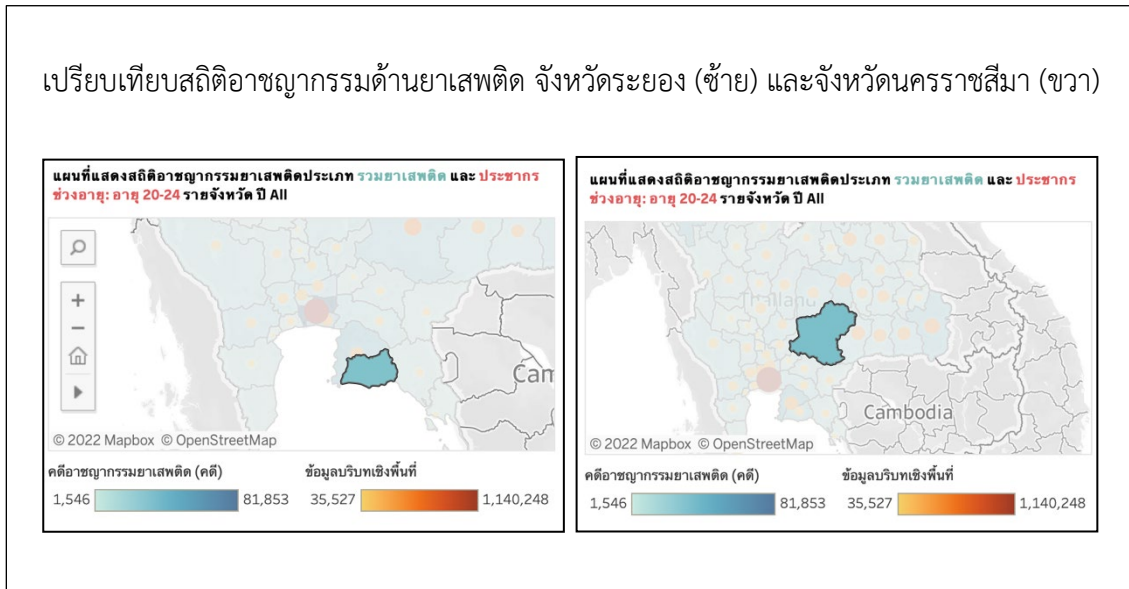 เปรียบเทียบสถิติอาชญากรรมด้านยาเสพติด จังหวัดระยอง (ซ้าย) และจังหวัดนครราชสีมา (ขวา)
แผนที่แสดงสถิติอาชญากรรมยาเสพติดประเภท รวมยาเสพติด และ ประชากร
ช่วงอายุ: อายุ 20-24 รายจังหวัด ปี All
Cam
© 2022 Mapbox © OpenStreetMap
คดีอาชญากรรมยาเสพติด (คดี)
ข้อมูลบริบทเชิงพื้นที่
1,546
81,853
35,527
1,140,248
แผนที่แสดงสถิติอาชญากรรมยาเสพติดประเภท รวมยาเสพติด และ ประชากร
ช่วงอายุ: อายุ 20-24 รายจังหวัด ปี All
Thailand
Cambodia
© 2022 Mapbox © OpenStreetMap
คดีอาชญากรรมยาเสพติด (คดี)
ข้อมูลบริบทเชิงพื้นที่
1,546
81,853
35,527
1,140,248